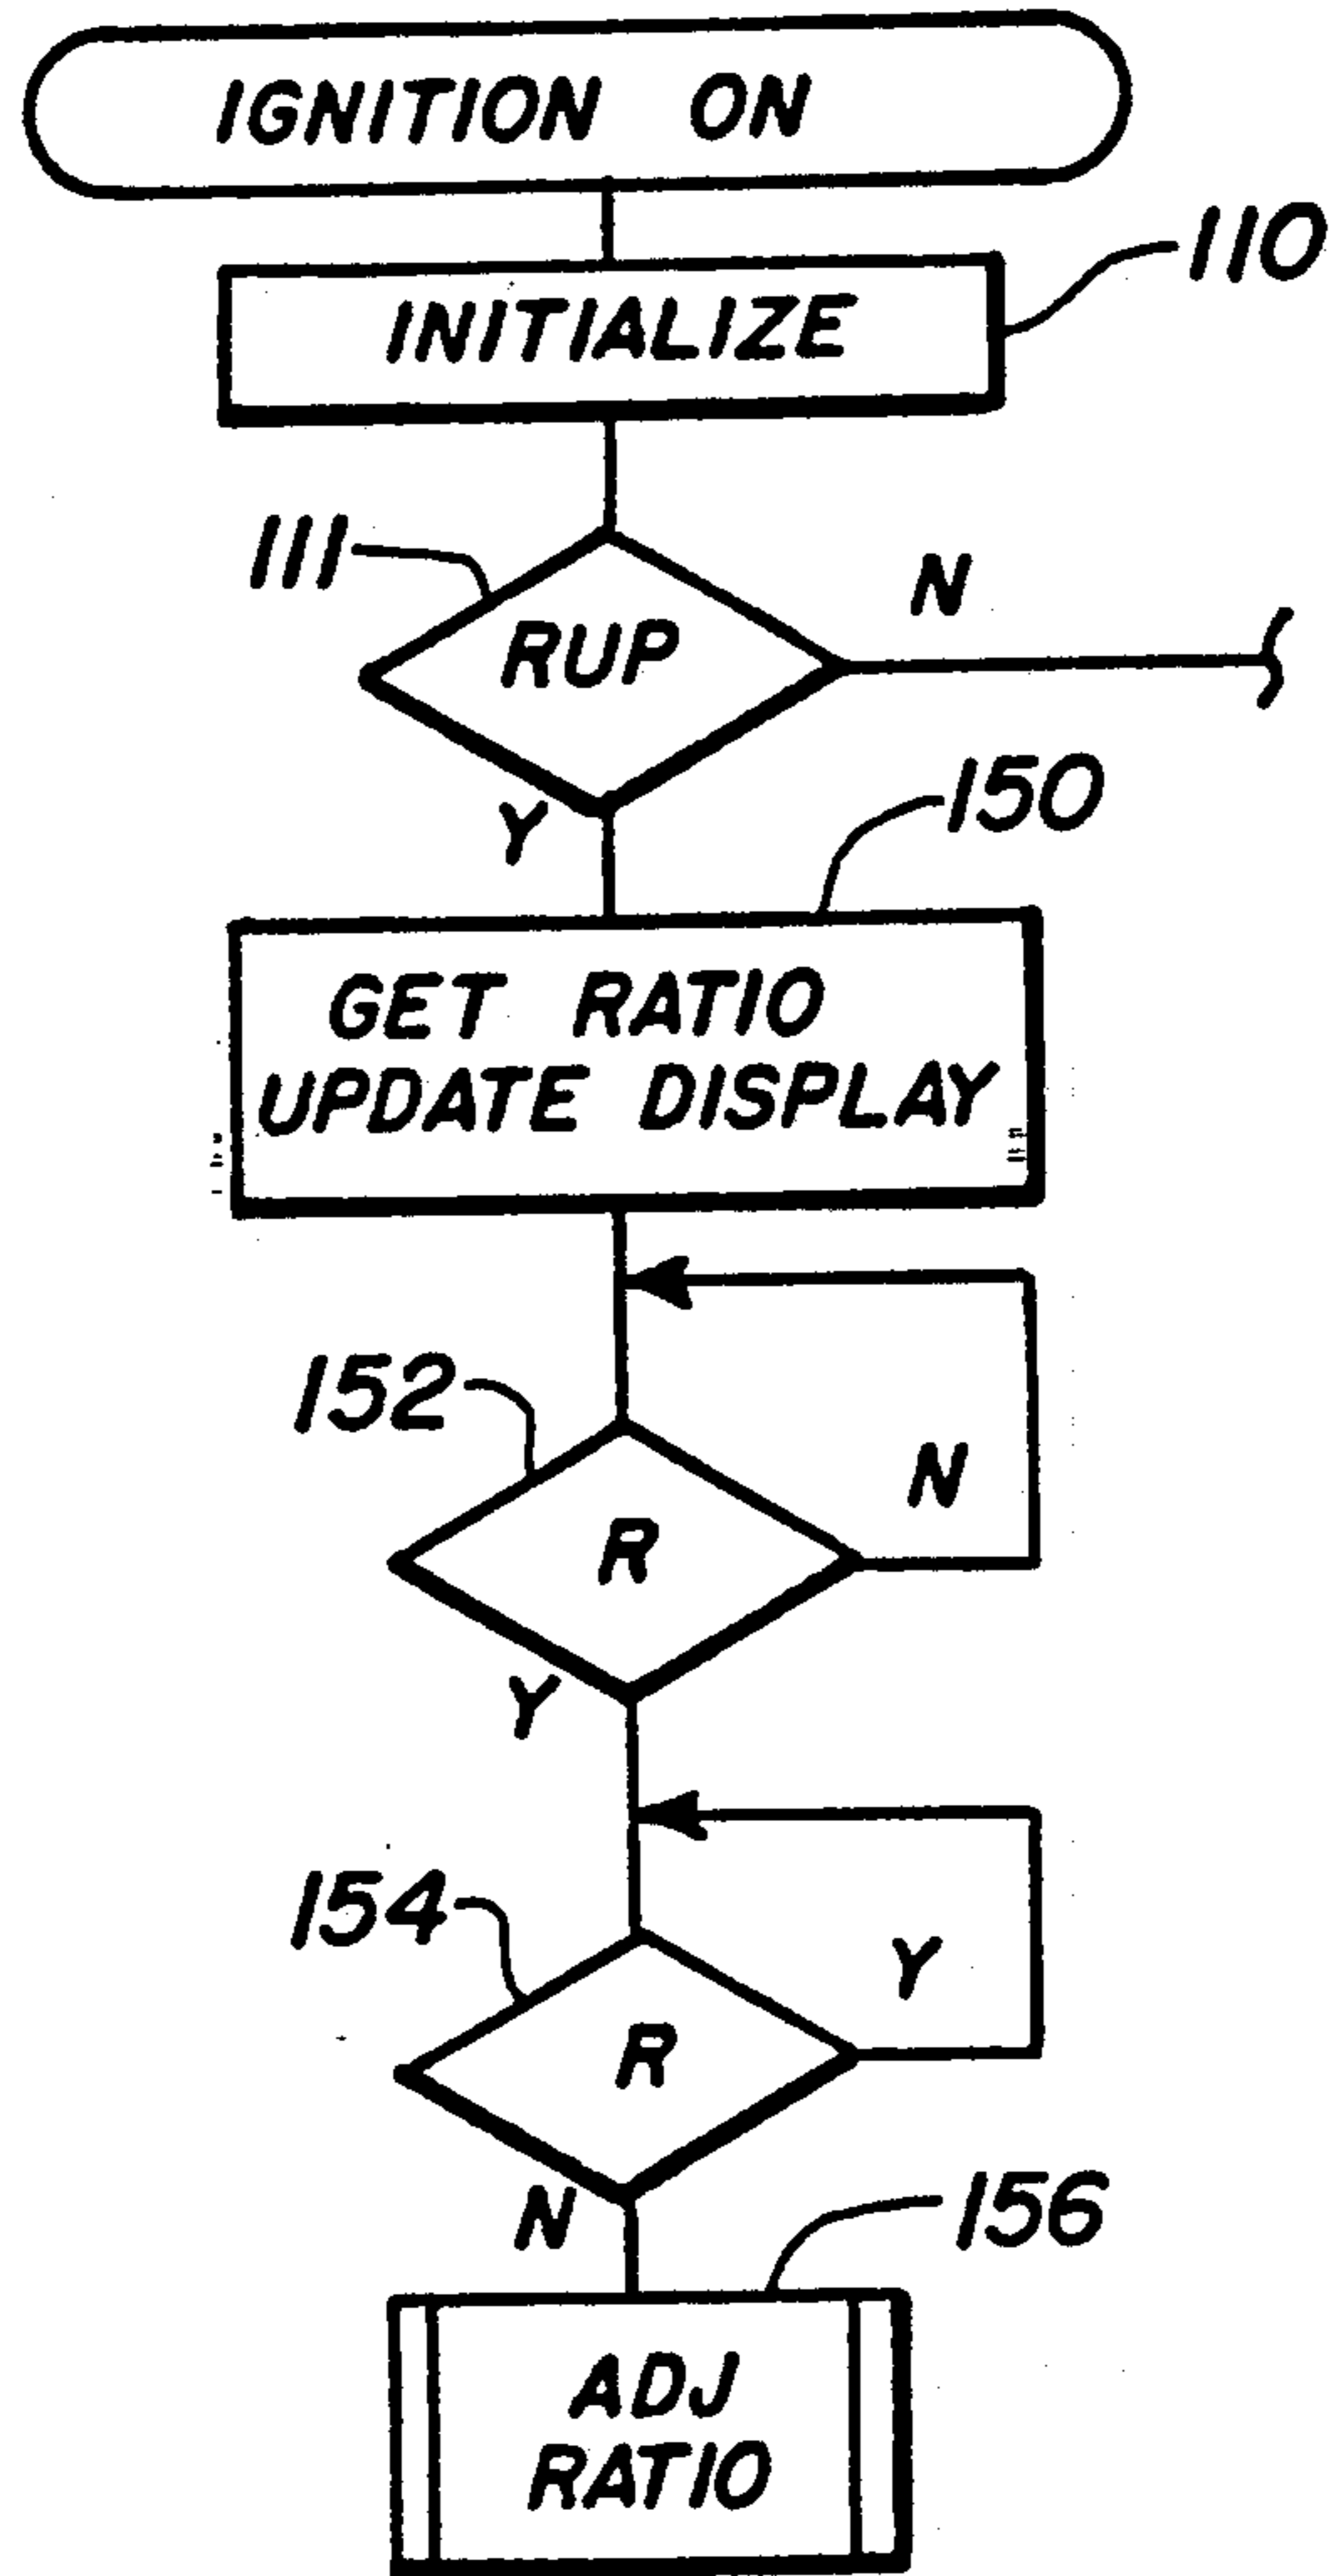 IGNITION ON
INITIALIZE
110
111
RUP
N
Y
150
GET RATIO
UPDATE DISPLAY
152
R
N
Y
154
R
Y
N
156
ADJ
RATIO